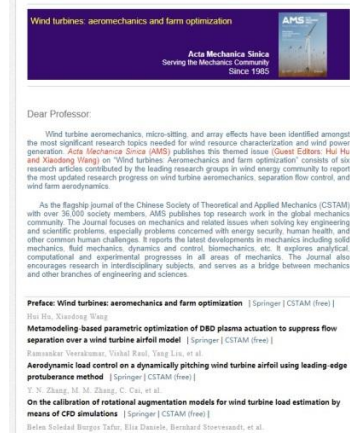 Wind turbines: aeromechanics and farm optimization
AMS
Acta Mechanica Sinica
Serving the Mechanics Community
Since 1985
Dear Professor:
Wind turbine aeromechanics, micro-sitting, and array effects have been identified amongst
the most significant research topics needed for wind resource characterization and wind power
generation. Acta Mechanica Sinica (AMS) publishes this themed issue (Guest Editors: Hui Hu
and Xiaodong Wang) on "Wind turbines: Aeromechanics and farm optimization" consists of six
research articles contributed by the leading research groups in wind energy community to report
the most updated research progress on wind turbine aeromechanics, separation flow control, and
wind farm aerodynamics.
As the flagship journal of the Chinese Society of Theoretical and Applied Mechanics (CSTAM)
with over 36,000 society members, AMS publishes top research work in the global mechanics
community. The Journal focuses on mechanics and related issues when solving key engineering
and scientific problems, especially problems concerned with energy security, human health, and
other common human challenges. It reports the latest developments in mechanics including solid
mechanics, fluid mechanics, dynamics and control, biomechanics, etc. It explores analytical,
computational and experimental progresses in all areas of mechanics. The Journal also
encourages research in interdisciplinary subjects, and serves as a bridge between mechanics
and other branches of engineering and sciences.
Preface: Wind turbines: aeromechanics and farm optimization | Springer | CSTAM (free) |
Hui Hu, Xiaodong Wang
Metamodeling-based parametric optimization of DBD plasma actuation to suppress flow
separation over a wind turbine airfoil model | Springer | CSTAM (free) |
Ramsankar Veerakumar, Vishal Raul, Yang Liu, et al.
Aerodynamic load control on a dynamically pitching wind turbine airfoil using leading-edge
protuberance method | Springer | CSTAM (free) |
Y. N. Zhang, M. M. Zhang, C. Cai, et al.
On the calibration of rotational augmentation models for wind turbine load estimation by
means of CFD simulations | Springer | CSTAM (free) |
Belen Soledad Burgos Tafur, Elia Daniele, Bernhard Stoevesandt, et al.